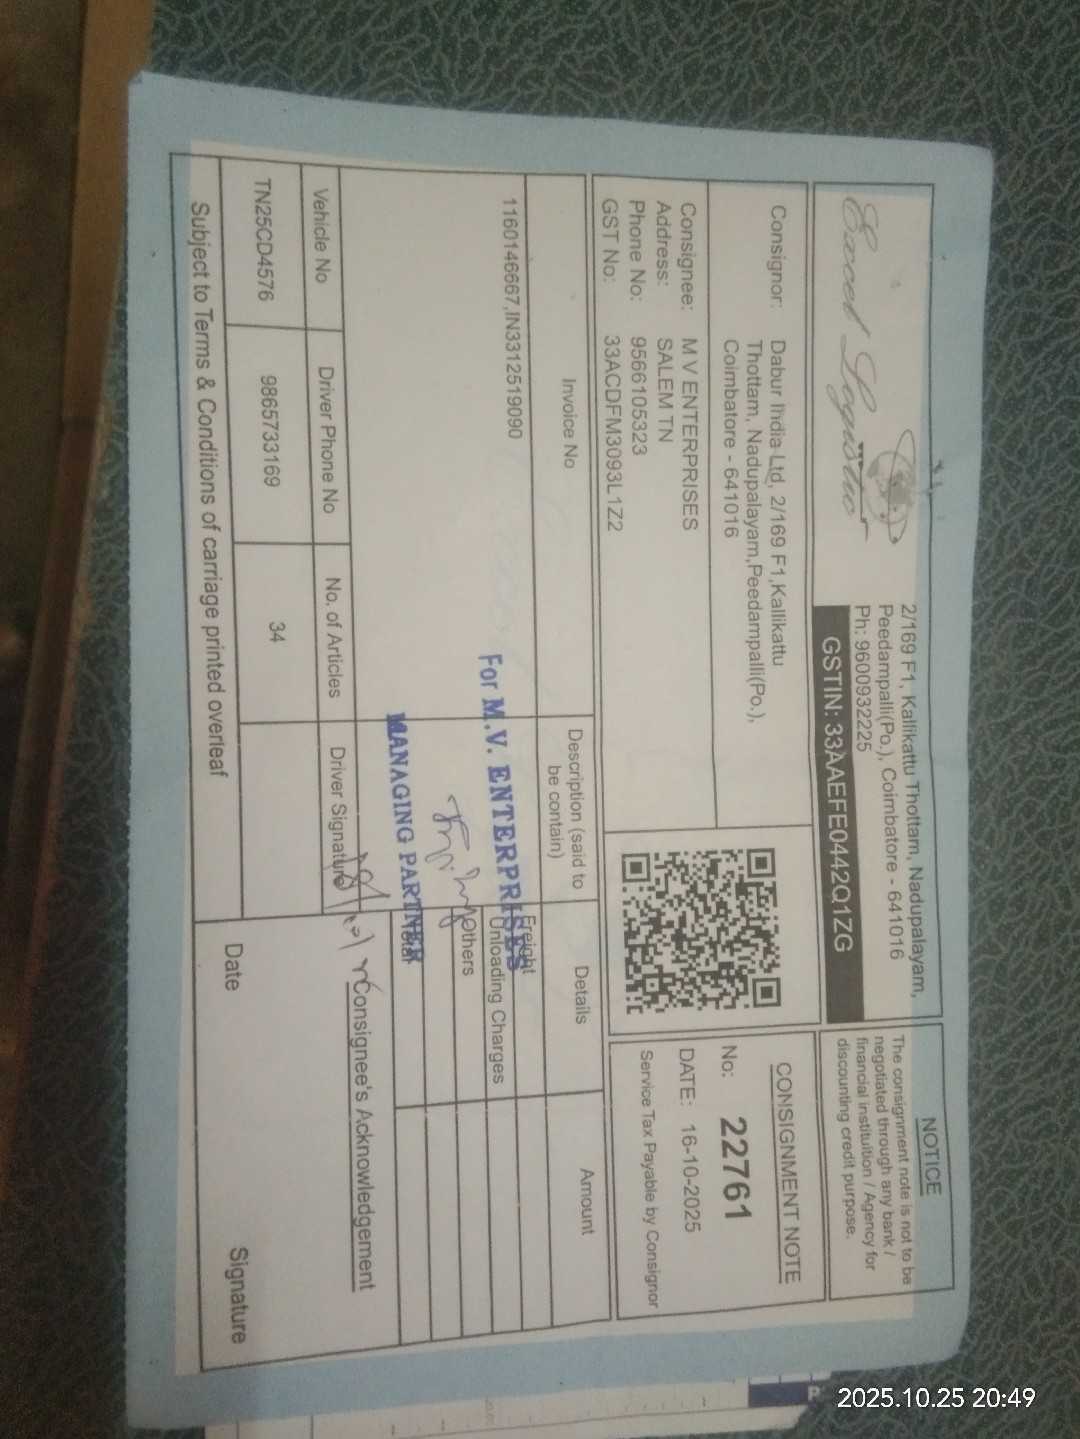 Excel Logistic
2/169 F1, Kallikattu Thottam, Nadupalayam,
Peedampalli(Po.), Coimbatore - 641016
Ph: 9600932225
GSTIN: 33AAEFE0442Q1ZG
NOTICE
The consignment note is not to be
negotiated through any bank /
financial instituition / Agency for
discounting credit purpose.
Consignor: Dabur India Ltd, 2/169 F1,Kallikattu
Thottam, Nadupalayam,Peedampalli(Po.),
Coimbatore - 641016
Consignee: M V ENTERPRISES
Address: SALEM TN
Phone No: 9566105323
GST No: 33ACDFM3093L1Z2
CONSIGNMENT NOTE
No: 22761
DATE: 16-10-2025
Service Tax Payable by Consignor
Invoice No
Description (said to
be contain)
Details
Amount
1160146667,IN3312519090
Freight
Unloading Charges
Others
For M.V. ENTERPRISES
MANAGING PARTNER
Vehicle No
Driver Phone No
No. of Articles
Driver Signature
TN25CD4576
9865733169
34
Consignee's Acknowledgement
Date
Signature
Subject to Terms & Conditions of carriage printed overleaf
2025.10.25 20:49